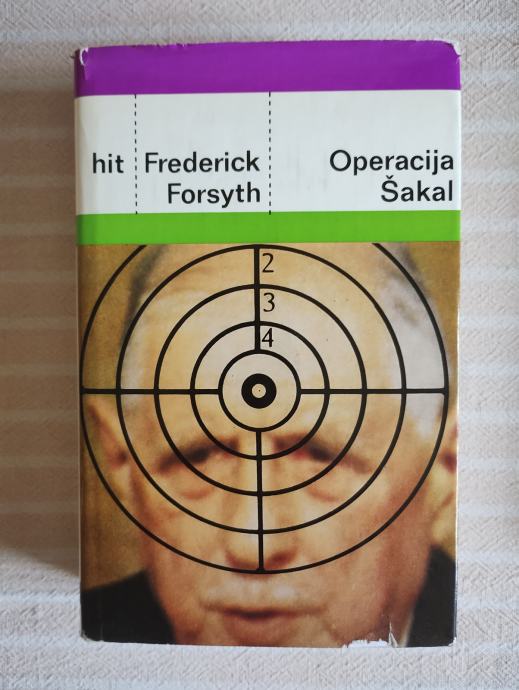 hit
Frederick
Forsyth
Operacija
Šakal
2
3
4